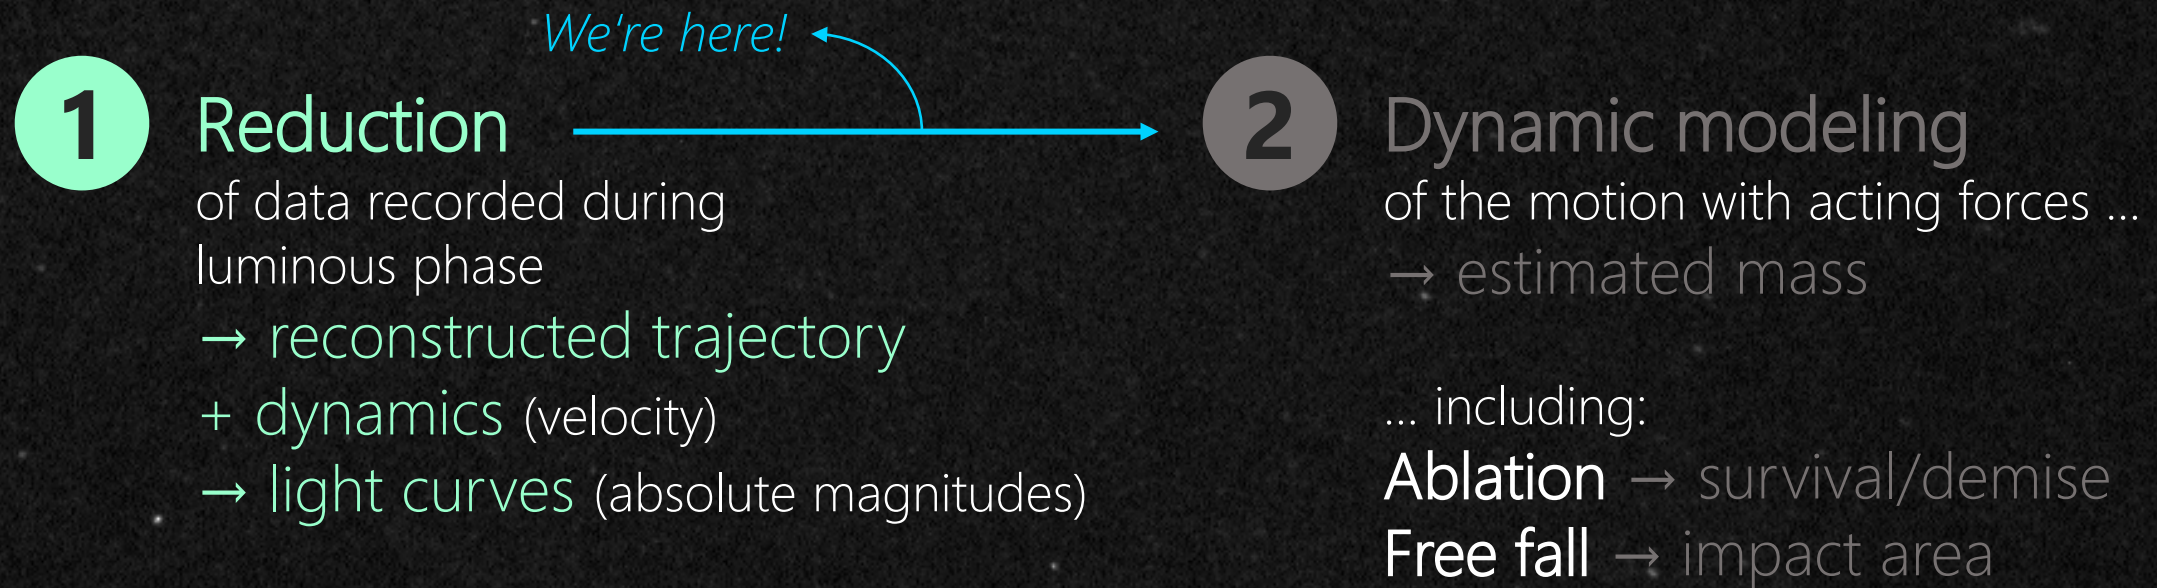 We're here!
1
Reduction
of data recorded during
luminous phase
→ reconstructed trajectory
+ dynamics (velocity)
→ light curves (absolute magnitudes)
2
Dynamic modeling
of the motion with acting forces ...
→ estimated mass
... including:
Ablation → survival/demise
Free fall → impact area